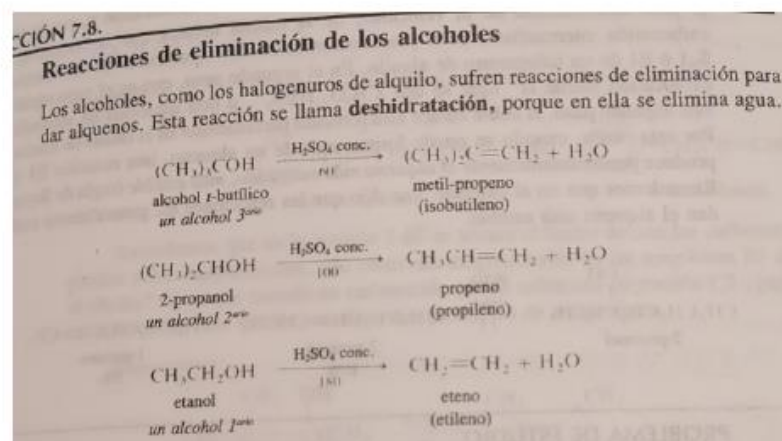 CCIÓN 7.8.
Reacciones de eliminación de los alcoholes
Los alcoholes, como los halogenuros de alquilo, sufren reacciones de eliminación para
dar alquenos. Esta reacción se llama deshidratación, porque en ella se elimina agua.
H₂SO₄ conc.
(CH₃)₃COH → (CH₃)₂C=CH₂ + H₂O
alcohol t-butílico metil-propeno
un alcohol 3ᵃʳⁱᵒ (isobutileno)
H₂SO₄ conc.
(CH₃)₂CHOH → CH₃CH=CH₂ + H₂O
100
2-propanol propeno
un alcohol 2ᵃʳⁱᵒ (propileno)
H₂SO₄ conc.
CH₃CH₂OH → CH₂=CH₂ + H₂O
180
etanol eteno
un alcohol 1ᵃʳⁱᵒ (etileno)